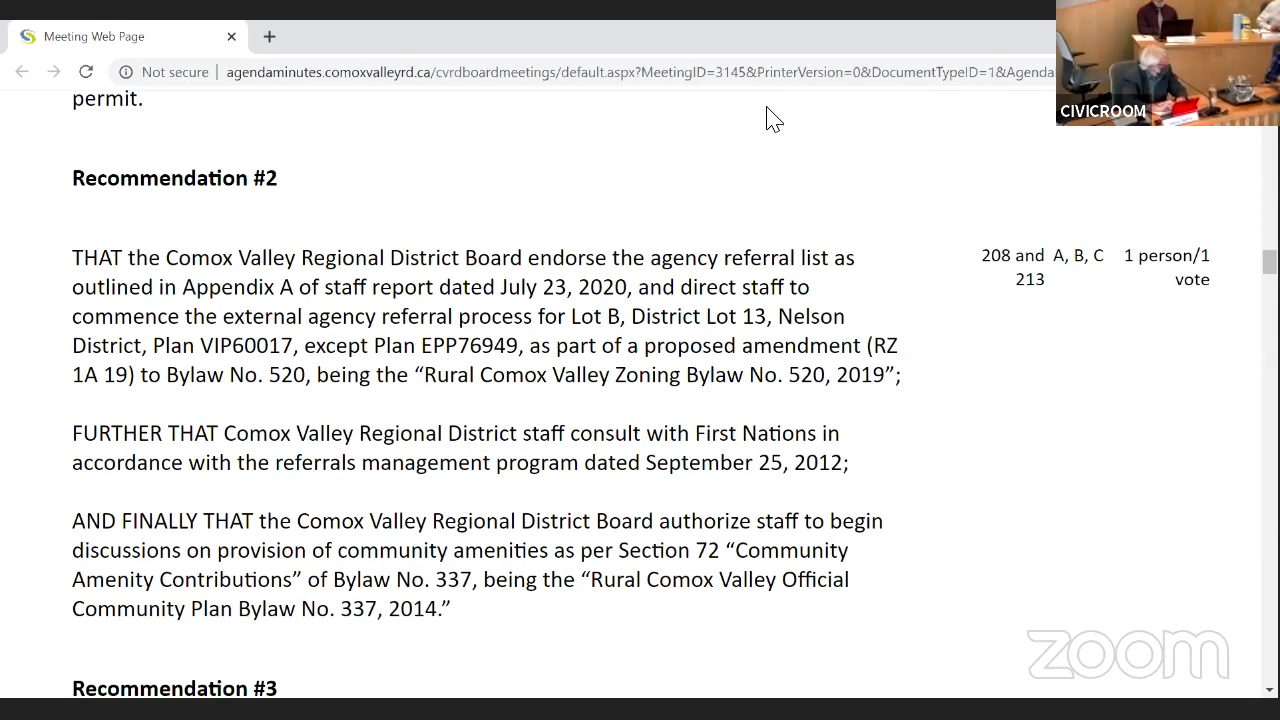 Meeting Web Page
Not secure
agendaminutes.comoxvalleyrd.ca/cvrdboardmeetings/default.aspx?MeetingID=3145&PrinterVersion=0&DocumentTypeID=1&Agenda
CIVICROOM
permit.
Recommendation #2
THAT the Comox Valley Regional District Board endorse the agency referral list as
outlined in Appendix A of staff report dated July 23, 2020, and direct staff to
commence the external agency referral process for Lot B, District Lot 13, Nelson
District, Plan VIP60017, except Plan EPP76949, as part of a proposed amendment (RZ
1A 19) to Bylaw No. 520, being the “Rural Comox Valley Zoning Bylaw No. 520, 2019”;
208 and A, B, C 1 person/1
213 vote
FURTHER THAT Comox Valley Regional District staff consult with First Nations in
accordance with the referrals management program dated September 25, 2012;
AND FINALLY THAT the Comox Valley Regional District Board authorize staff to begin
discussions on provision of community amenities as per Section 72 “Community
Amenity Contributions” of Bylaw No. 337, being the “Rural Comox Valley Official
Community Plan Bylaw No. 337, 2014.”
Recommendation #3
zoom